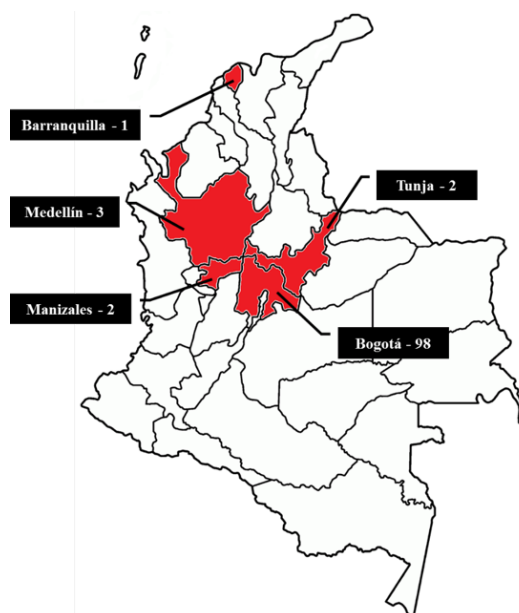 Barranquilla - 1
Tunja - 2
Medellín - 3
Manizales - 2
Bogotá - 98